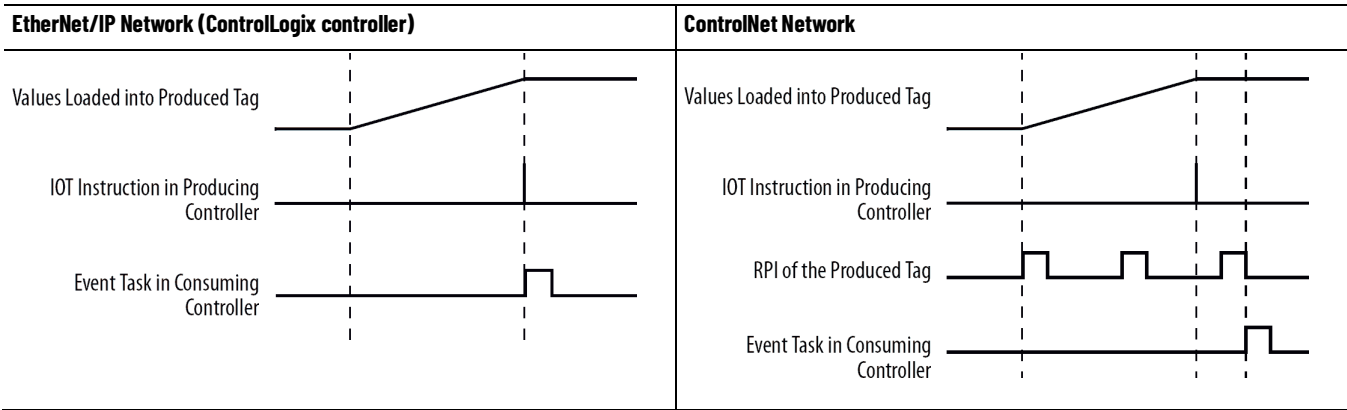 EtherNet/IP Network (ControlLogix controller)
Values Loaded into Produced Tag
IOT Instruction in Producing
Controller
Event Task in Consuming
Controller
ControlNet Network
Values Loaded into Produced Tag
IOT Instruction in Producing
Controller
RPI of the Produced Tag
Event Task in Consuming
Controller